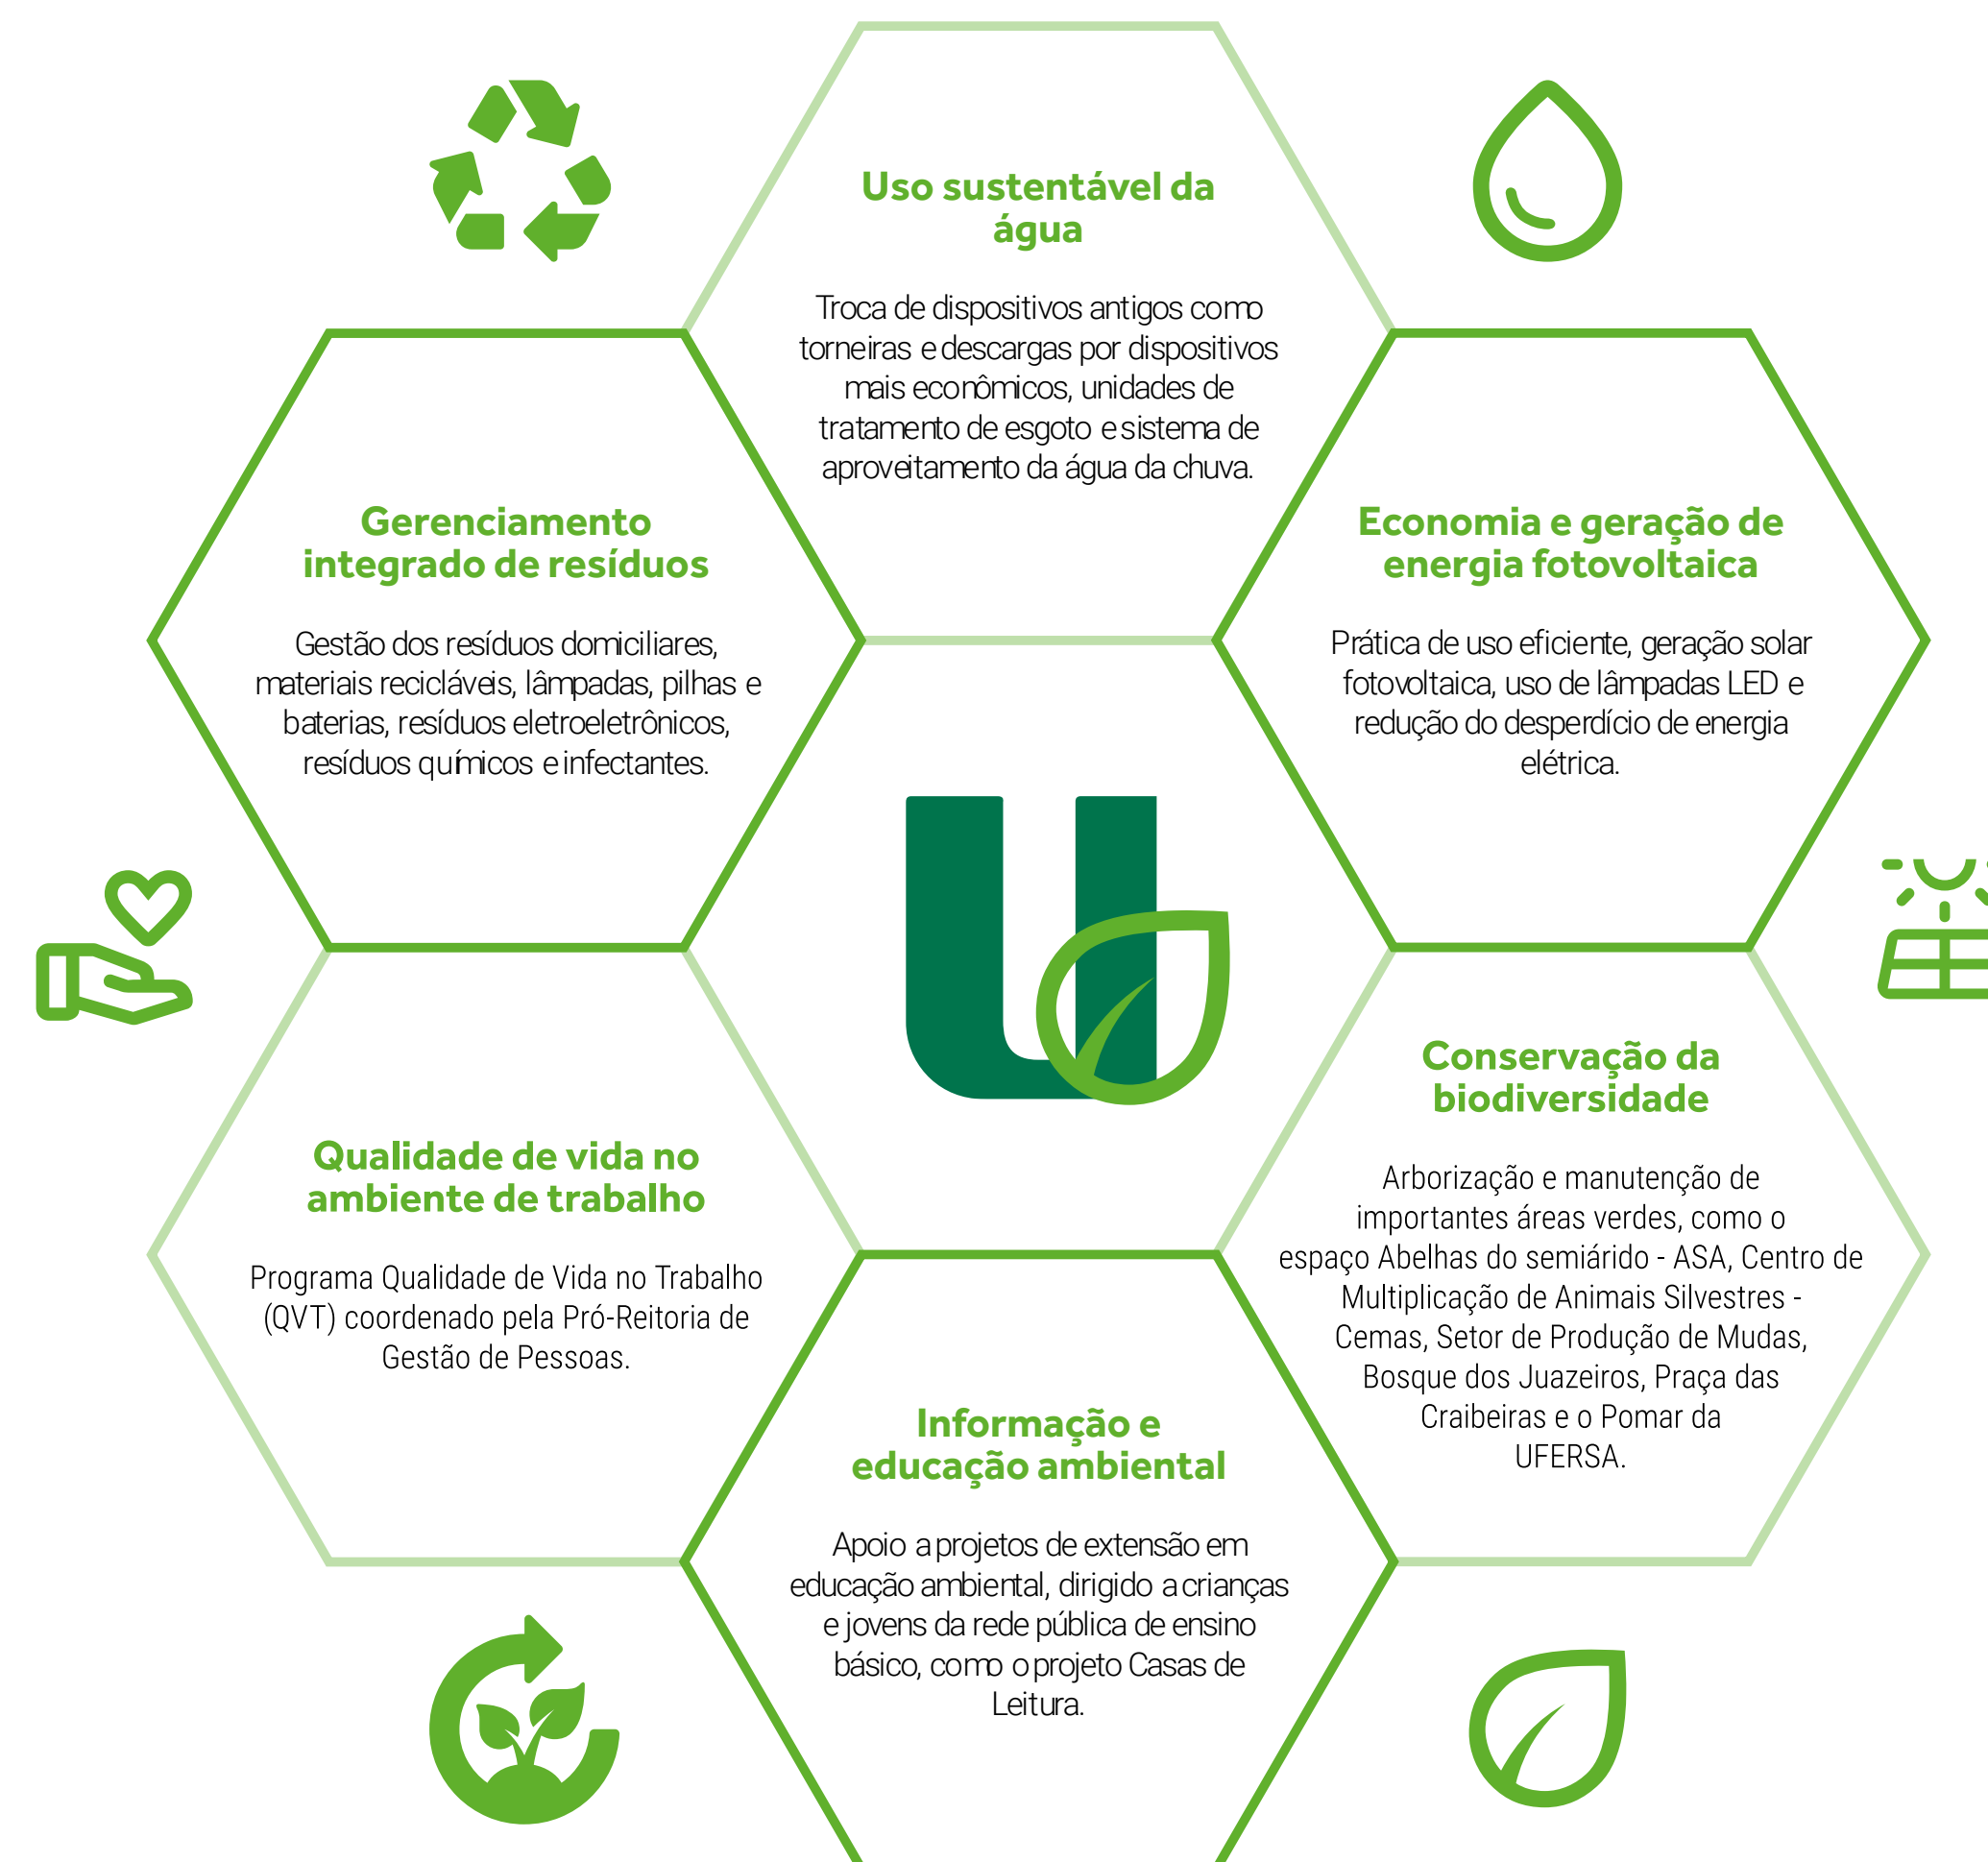 Uso sustentável da
água
Troca de dispositivos antigos como
torneiras e descargas por dispositivos
mais econômicos, unidades de
tratamento de esgoto e sistema de
aproveitamento da água da chuva.
Gerenciamento
integrado de resíduos
Gestão dos resíduos domiciliares,
materiais recicláveis, lâmpadas, pilhas e
baterias, resíduos eletroeletrônicos,
resíduos químicos e infectantes.
Economia e geração de
energia fotovoltaica
Prática de uso eficiente, geração solar
fotovoltaica, uso de lâmpadas LED e
redução do desperdício de energia
elétrica.
Qualidade de vida no
ambiente de trabalho
Programa Qualidade de Vida no Trabalho
(QVT) coordenado pela Pró-Reitoria de
Gestão de Pessoas.
Conservação da
biodiversidade
Arborização e manutenção de
importantes áreas verdes, como o
espaço Abelhas do semiárido - ASA, Centro de
Multiplicação de Animais Silvestres -
Cemas, Setor de Produção de Mudas,
Bosque dos Juazeiros, Praça das
Craibeiras e o Pomar da
UFERSA.
Informação e
educação ambiental
Apoio a projetos de extensão em
educação ambiental, dirigido a crianças
e jovens da rede pública de ensino
básico, como o projeto Casas de
Leitura.